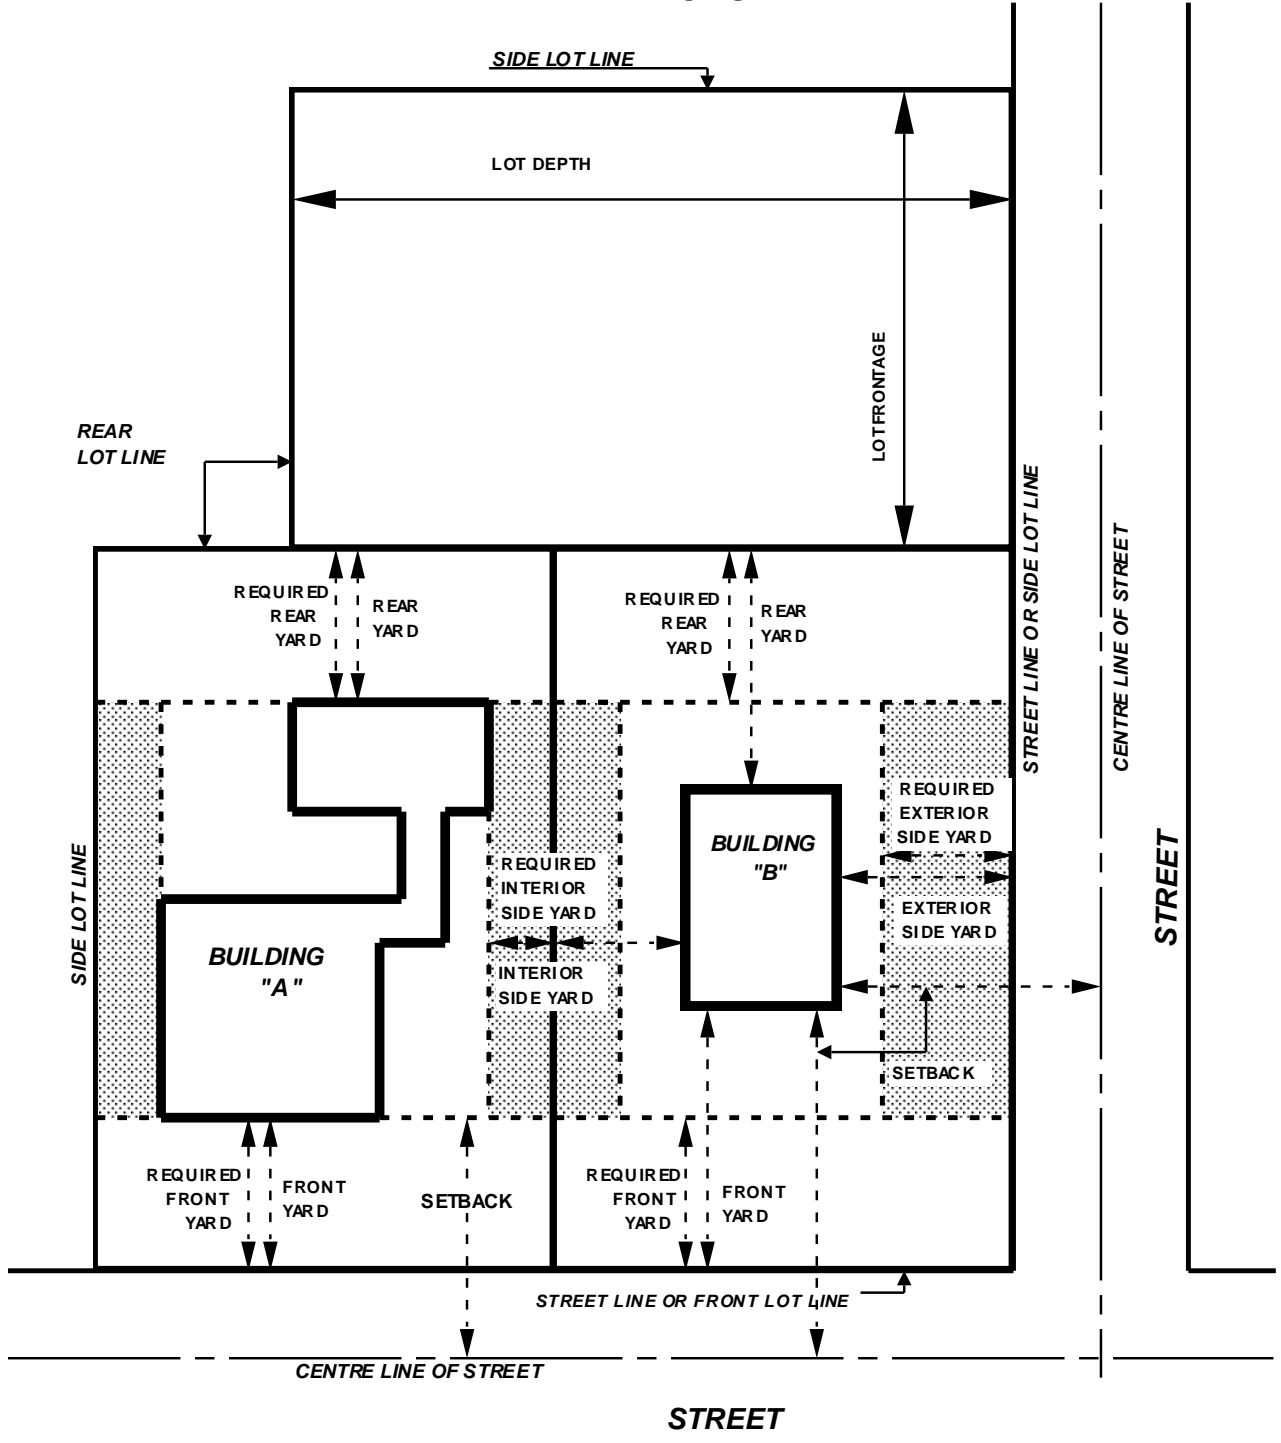 SIDE LOT LINE
LOT DEPTH
LOT FRONTAGE
REAR
LOT LINE
STREET LINE OR SIDE LOT LINE
CENTRE LINE OF STREET
REQUIRED
REAR
YARD
REAR
YARD
REQUIRED
REAR
YARD
REAR
YARD
REQUIRED
EXTERIOR
SIDE YARD
BUILDING
"B"
SIDE LOT LINE
REQUIRED
INTERIOR
SIDE YARD
EXTERIOR
SIDE YARD
STREET
BUILDING
"A"
INTERIOR
SIDE YARD
SETBACK
REQUIRED
FRONT
YARD
FRONT
YARD
SETBACK
REQUIRED
FRONT
YARD
FRONT
YARD
STREET LINE OR FRONT LOT LINE
CENTRE LINE OF STREET
STREET